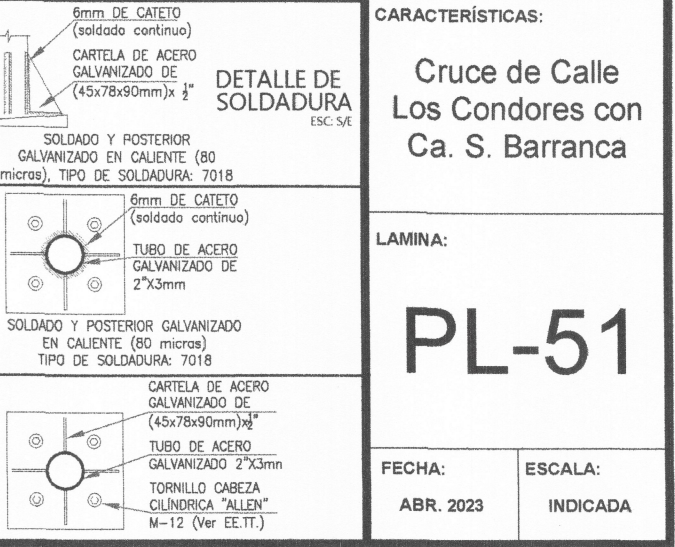 6mm DE CATETO
(soldado continuo)
CARTELA DE ACERO
GALVANIZADO DE
(45x78x90mm)x ½"
DETALLE DE
SOLDADURA
ESC: S/E
SOLDADO Y POSTERIOR
GALVANIZADO EN CALIENTE (80
micras), TIPO DE SOLDADURA: 7018
6mm DE CATETO
(soldado continuo)
TUBO DE ACERO
GALVANIZADO DE
2"X3mm
SOLDADO Y POSTERIOR GALVANIZADO
EN CALIENTE (80 micras)
TIPO DE SOLDADURA: 7018
CARTELA DE ACERO
GALVANIZADO DE
(45x78x90mm)x½"
TUBO DE ACERO
GALVANIZADO 2"X3mm
TORNILLO CABEZA
CILÍNDRICA "ALLEN"
M-12 (Ver EE.TT.)
CARACTERÍSTICAS:
Cruce de Calle
Los Condores con
Ca. S. Barranca
LAMINA:
PL-51
FECHA:
ABR. 2023
ESCALA:
INDICADA